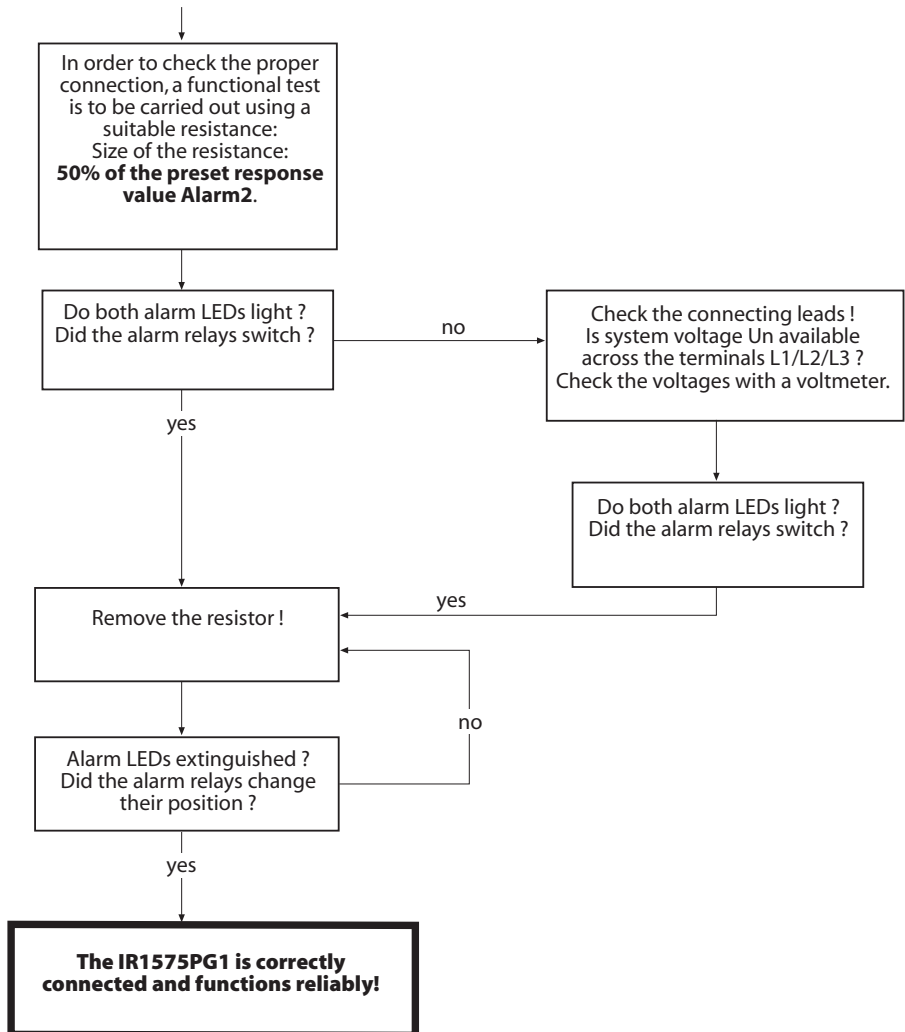 In order to check the proper
connection, a functional test
is to be carried out using a
suitable resistance:
Size of the resistance:
50% of the preset response
value Alarm2.
Do both alarm LEDs light ?
Did the alarm relays switch ?
no
Check the connecting leads !
Is system voltage Un available
across the terminals L1/L2/L3 ?
Check the voltages with a voltmeter.
yes
Do both alarm LEDs light ?
Did the alarm relays switch ?
yes
Remove the resistor !
no
Alarm LEDs extinguished ?
Did the alarm relays change
their position ?
yes
The IR1575PG1 is correctly
connected and functions reliably!